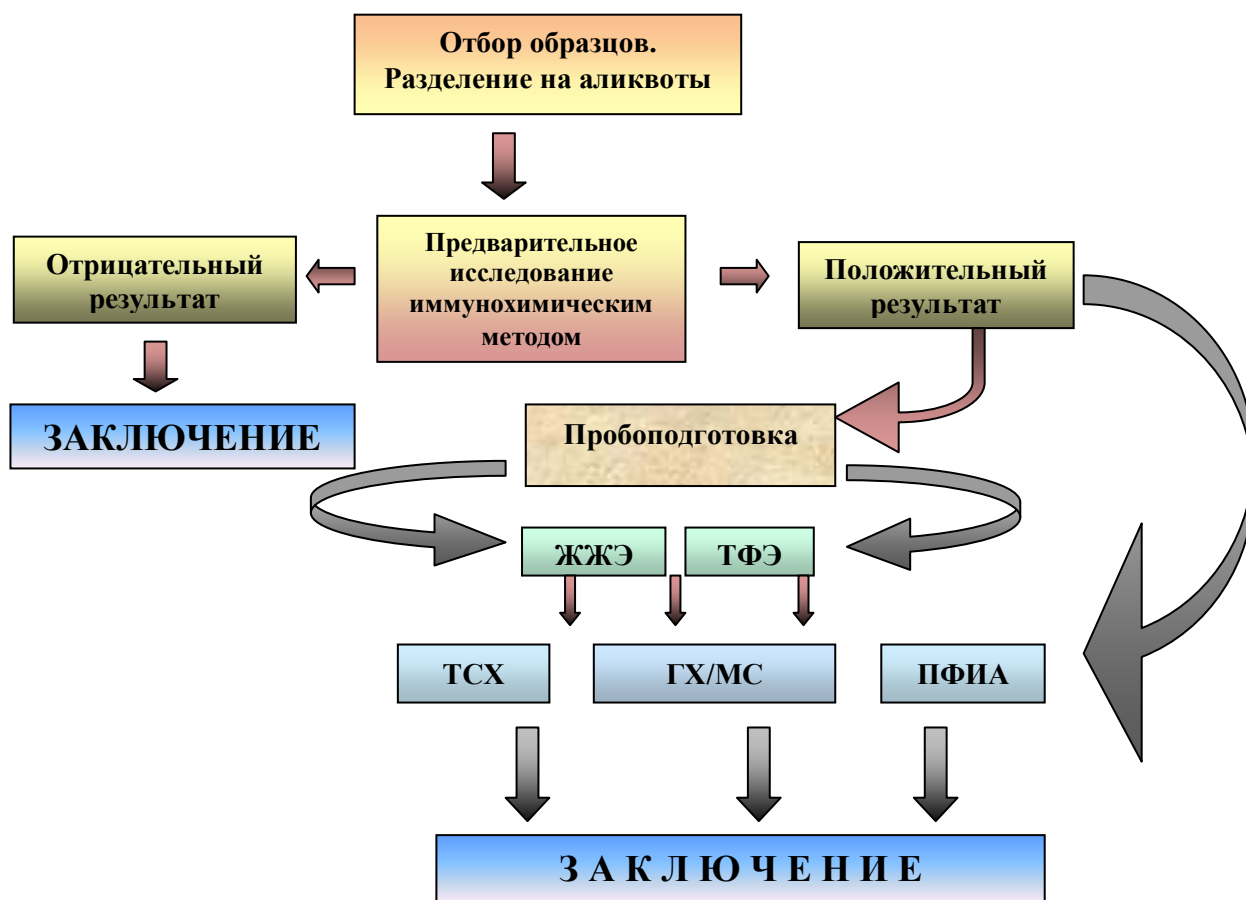 Отбор образцов.
Разделение на аликвоты
Предварительное
исследование
иммунохимическим
методом
Отрицательный
результат
Положительный
результат
ЗАКЛЮЧЕНИЕ
Пробоподготовка
ЖЖЭ
ТФЭ
ТСХ
ГХ/МС
ПФИА
З А К Л Ю Ч Е Н И Е